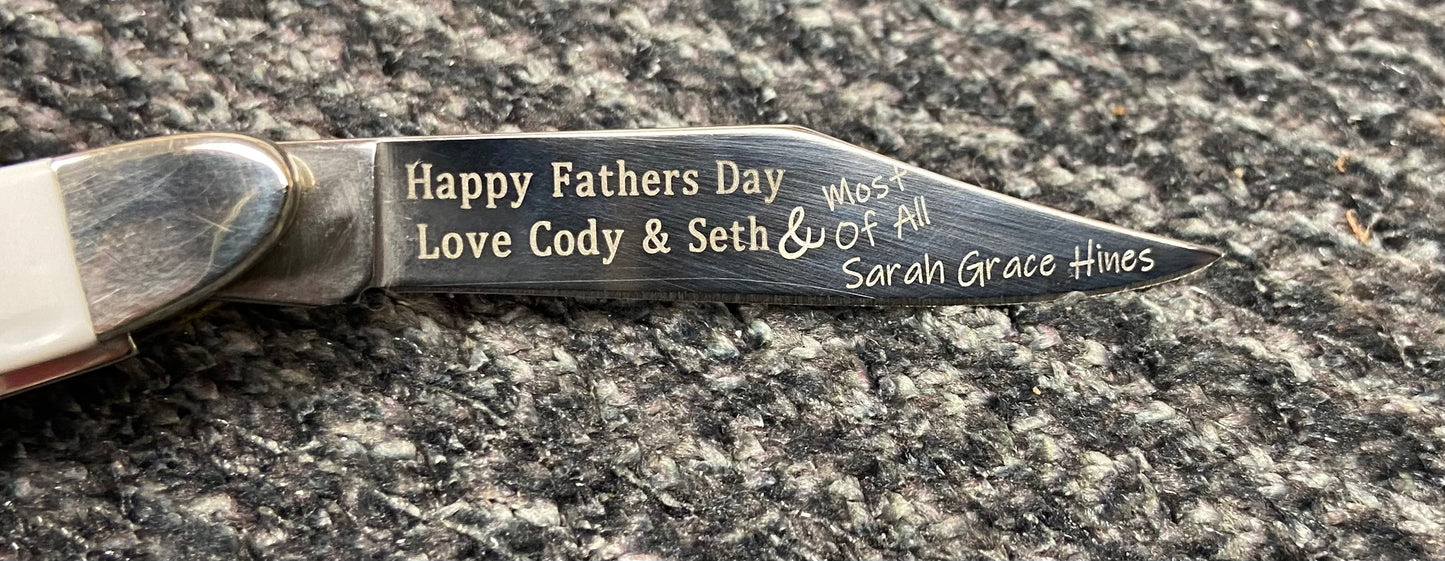 Happy Fathers Day
Love Cody & Seth &
Most
Of All
Sarah Grace Hines